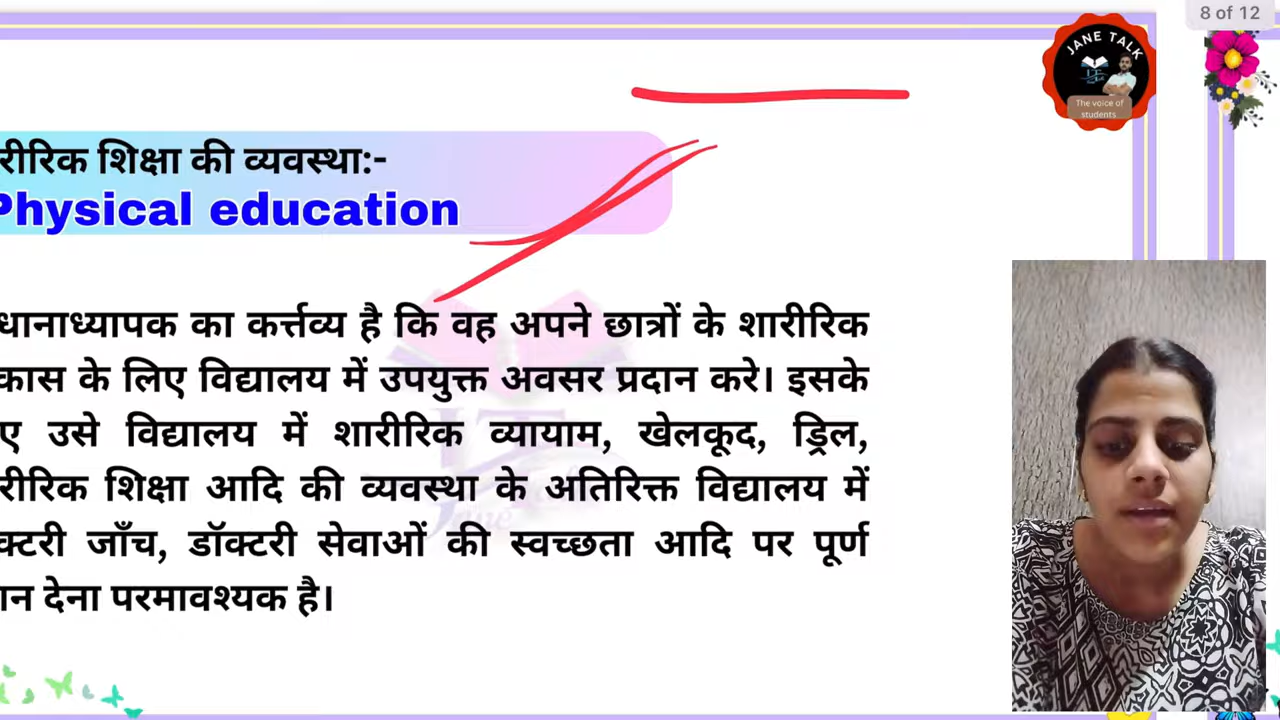 8 of 12
JANE TALK
The voice of
students
रीरिक शिक्षा की व्यवस्था:-
Physical education
धानाध्यापक का कर्त्तव्य है कि वह अपने छात्रों के शारीरिक
कास के लिए विद्यालय में उपयुक्त अवसर प्रदान करे। इसके
ए उसे विद्यालय में शारीरिक व्यायाम, खेलकूद, ड्रिल,
रीरिक शिक्षा आदि की व्यवस्था के अतिरिक्त विद्यालय में
क्टरी जाँच, डॉक्टरी सेवाओं की स्वच्छता आदि पर पूर्ण
ान देना परमावश्यक है।